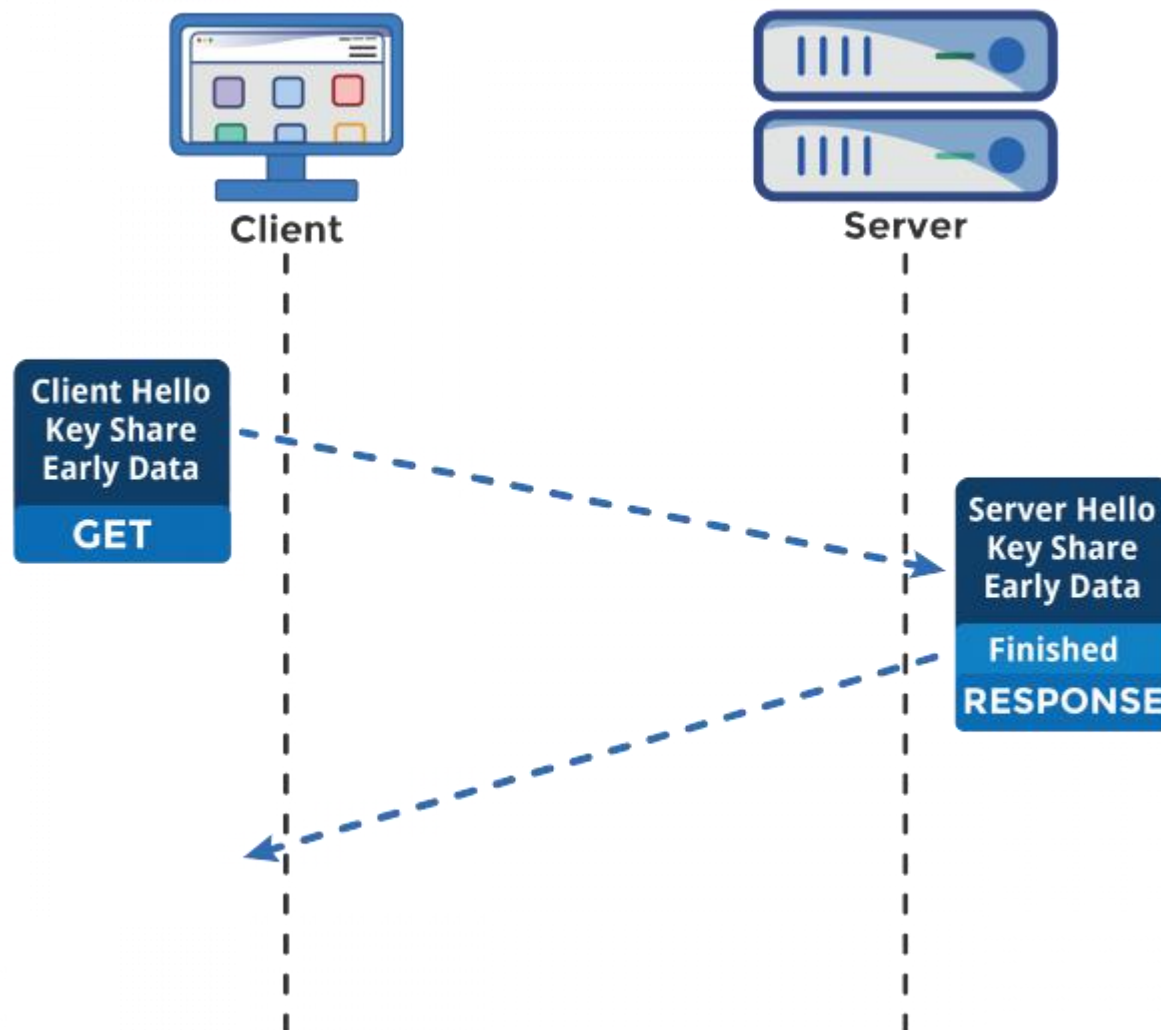 Client
Server
Client Hello
Key Share
Early Data
GET
Server Hello
Key Share
Early Data
Finished
RESPONSE